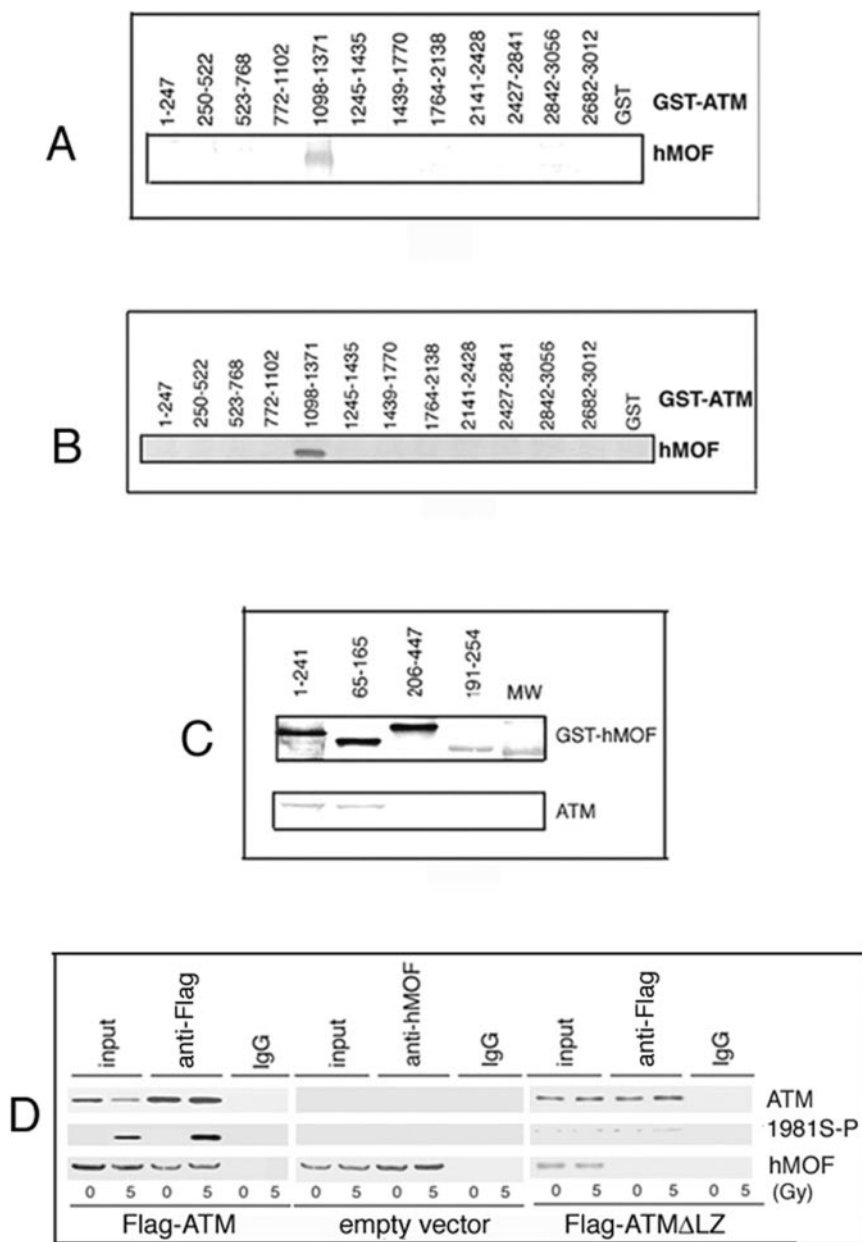 A
1-247 250-522 523-768 772-1102 1098-1371 1245-1435 1439-1770 1764-2138 2141-2428 2427-2841 2842-3056 2682-3012 GST GST-ATM
hMOF
B
1-247 250-522 523-768 772-1102 1098-1371 1245-1435 1439-1770 1764-2138 2141-2428 2427-2841 2842-3056 2682-3012 GST GST-ATM
hMOF
C
1-241 65-165 206-447 191-254 MW
GST-hMOF
ATM
D
input anti-Flag IgG input anti-hMOF IgG input anti-Flag IgG
ATM
1981S-P
hMOF
0 5 0 5 0 5 0 5 0 5 0 5 0 5 0 5 0 5 (Gy)
Flag-ATM empty vector Flag-ATMΔLZ